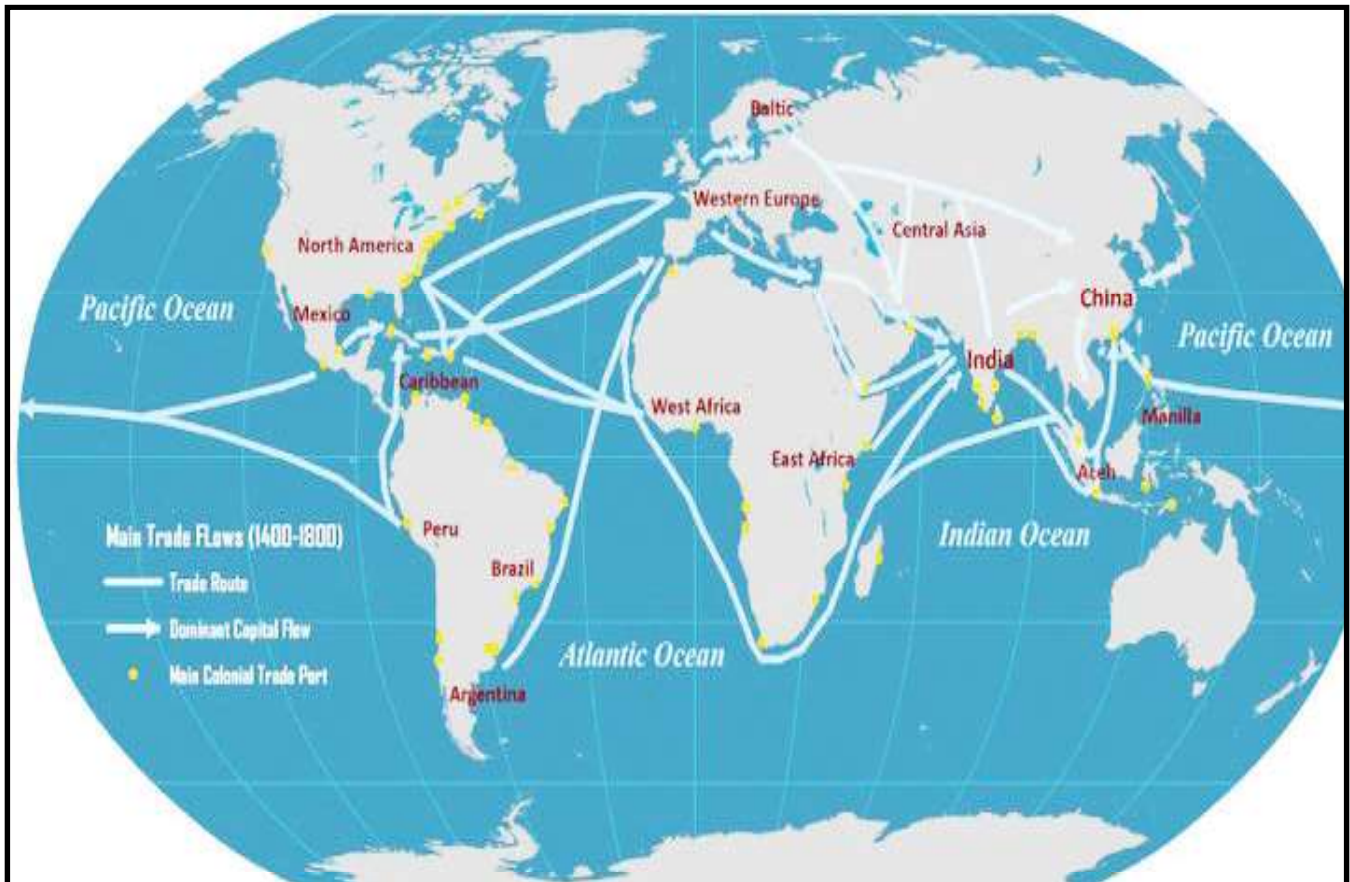 Baltic
Western Europe
North America
Central Asia
Pacific Ocean
China
Mexico
Pacific Ocean
India
Caribbean
West Africa
Manilla
East Africa
Aceh
Peru
Indian Ocean
Main Trade FLows (1400-1800)
Trade Route
Brazil
Dominant Capital Flow
Atlantic Ocean
Main Colonial Trade Port
Argentina